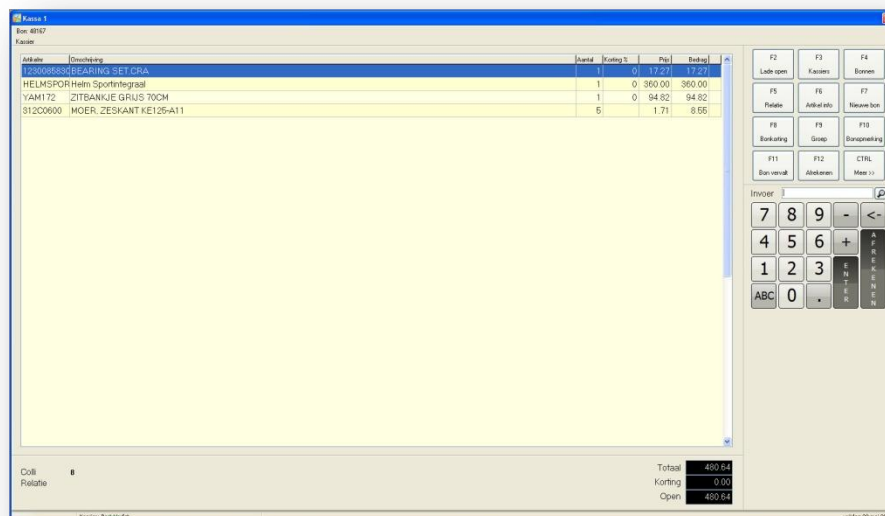 Kassa 1
Bon: 48167
Kassier
Artikelnr Omschrijving Aantal Korting % Prijs Bedrag
1230085830 BEARING SET.CRA 1 0 17.27 17.27
HELMSPOR Helm Sportintegraal 1 0 360.00 360.00
YAM172 ZITBANKJE GRIJS 70CM 1 0 94.82 94.82
312C0600 MOER, ZESKANT KE125-A11 5 1.71 8.55
F2 F3 F4
Lade open Kassiers Bonnen
F5 F6 F7
Relatie Artikel info Nieuwe bon
F8 F9 F10
Bonkorting Groep Bonopmerking
F11 F12 CTRL
Bon vervalt Afrekenen Meer >>
Invoer
7 8 9 - <-
4 5 6 +
1 2 3 ENTER AFREKENEN
ABC 0 .
Colli 8
Relatie
Totaal 480.64
Korting 0.00
Open 480.64